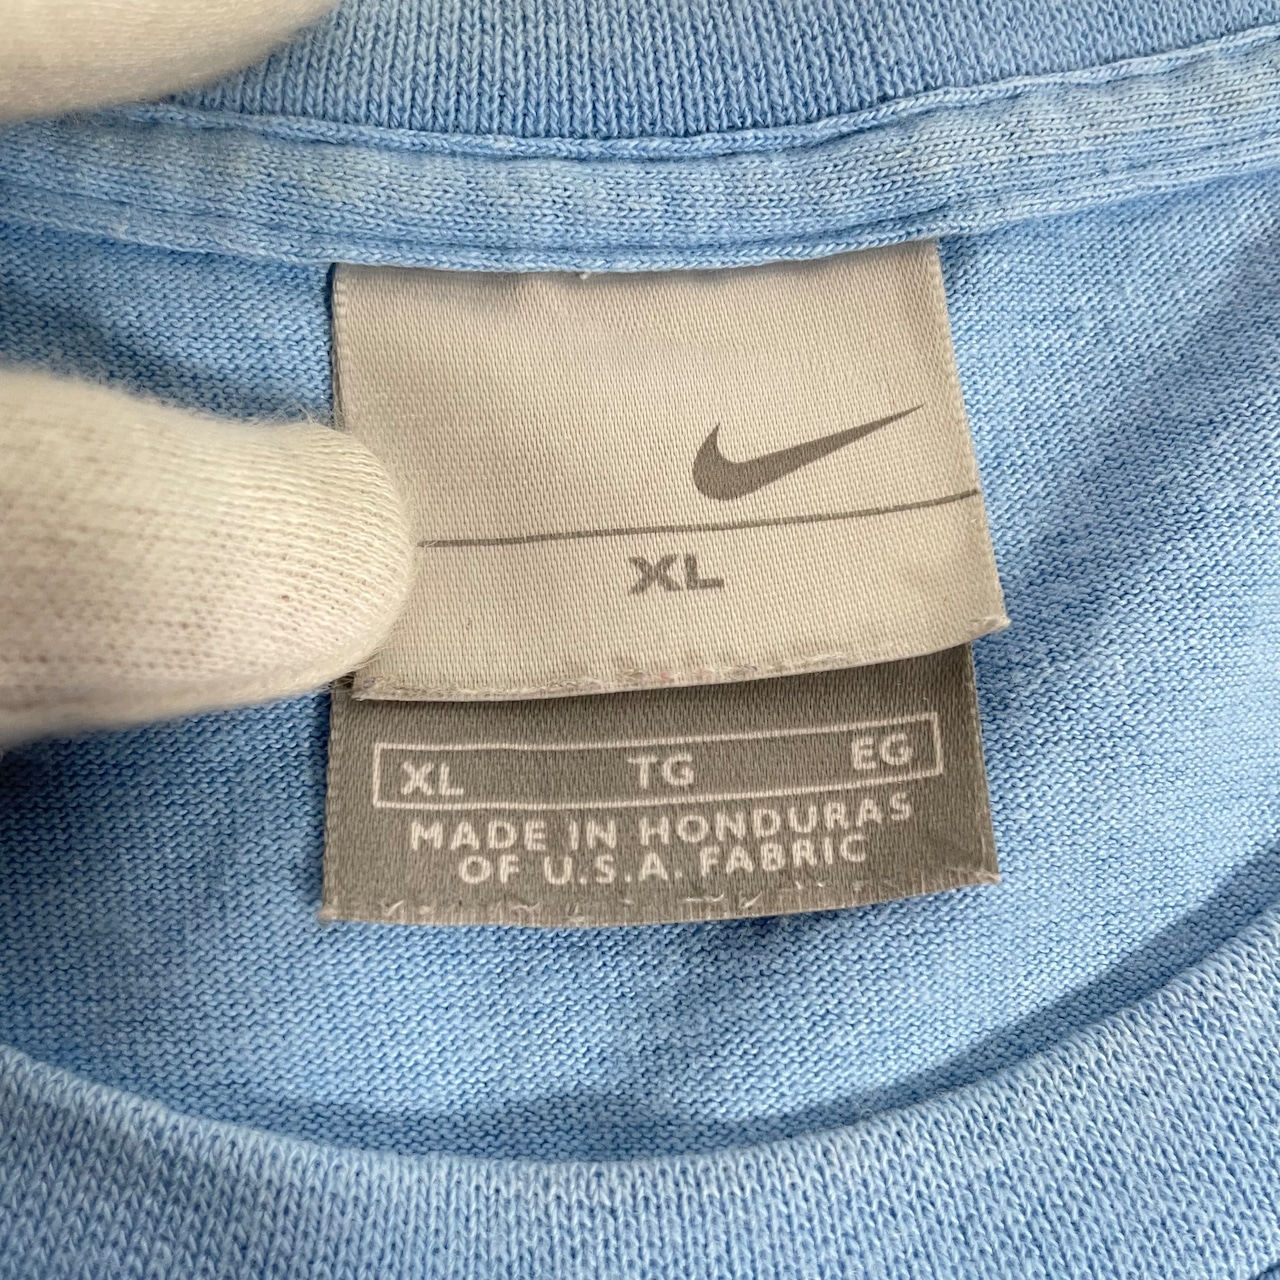 XL
XL TG EG
MADE IN HONDURAS
OF U.S.A. FABRIC